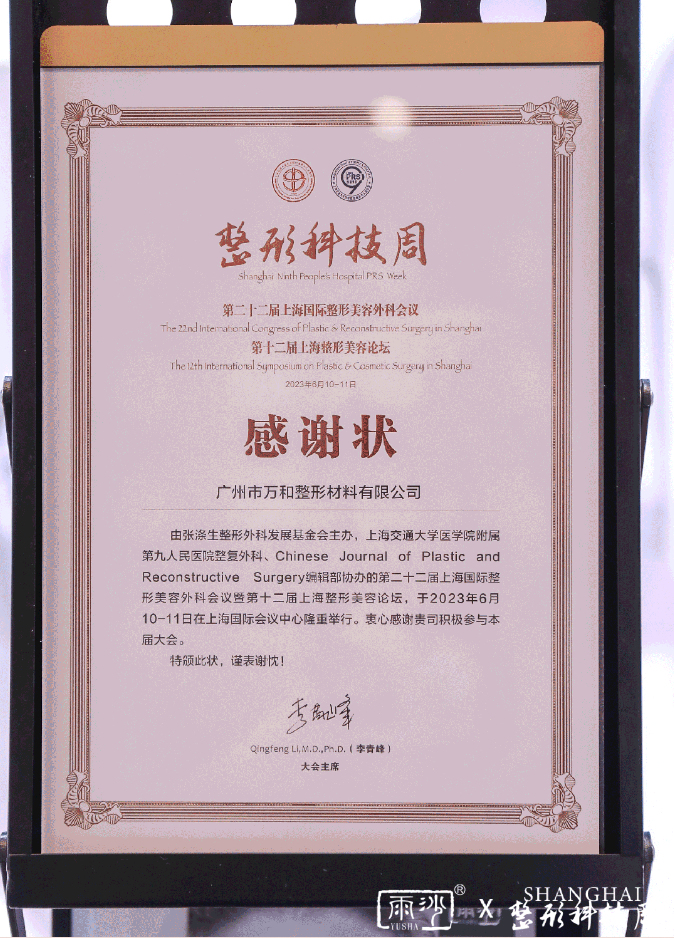 整形科技周
Shanghai Ninth People's Hospital PRS Week
第二十二届上海国际整形美容外科会议
The 22nd International Congress of Plastic & Reconstructive Surgery in Shanghai
第十二届上海整形美容论坛
The 12th International Symposium on Plastic & Cosmetic Surgery in Shanghai
2023年6月10-11日
感谢状
广州市万和整形材料有限公司
由张涤生整形外科发展基金会主办，上海交通大学医学院附属
第九人民医院整复外科、Chinese Journal of Plastic and
Reconstructive Surgery编辑部协办的第二十二届上海国际整
形美容外科会议暨第十二届上海整形美容论坛，于2023年6月
10-11日在上海国际会议中心隆重举行。衷心感谢贵司积极参与本
届大会。
特颁此状，谨表谢忱！
李青峰
Qingfeng Li,M.D.,Ph.D.（李青峰）
大会主席
雨沙® X SHANGHAI
YUSHA 整形科技周